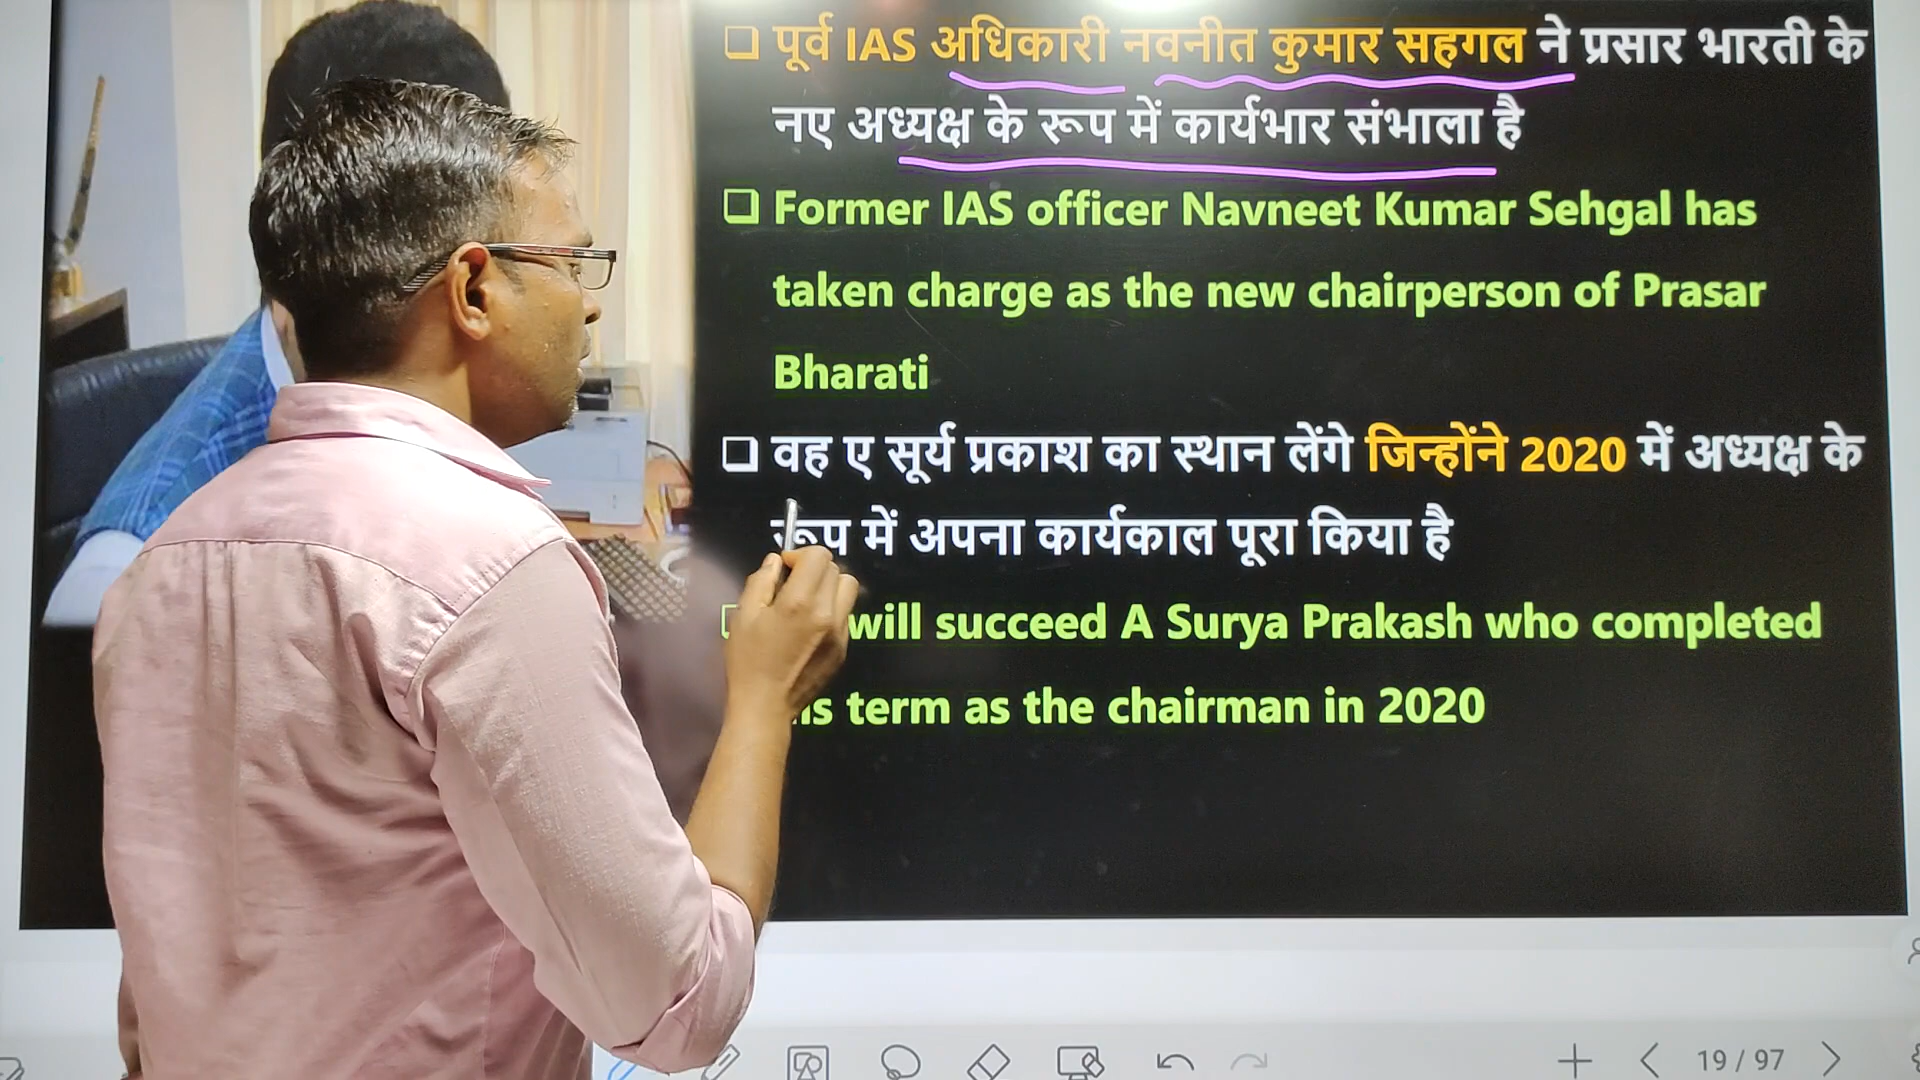 पूर्व IAS अधिकारी नवनीत कुमार सहगल ने प्रसार भारती के
नए अध्यक्ष के रूप में कार्यभार संभाला है
Former IAS officer Navneet Kumar Sehgal has
taken charge as the new chairperson of Prasar
Bharati
वह ए सूर्य प्रकाश का स्थान लेंगे जिन्होंने 2020 में अध्यक्ष के
रूप में अपना कार्यकाल पूरा किया है
will succeed A Surya Prakash who completed
term as the chairman in 2020
19 / 97